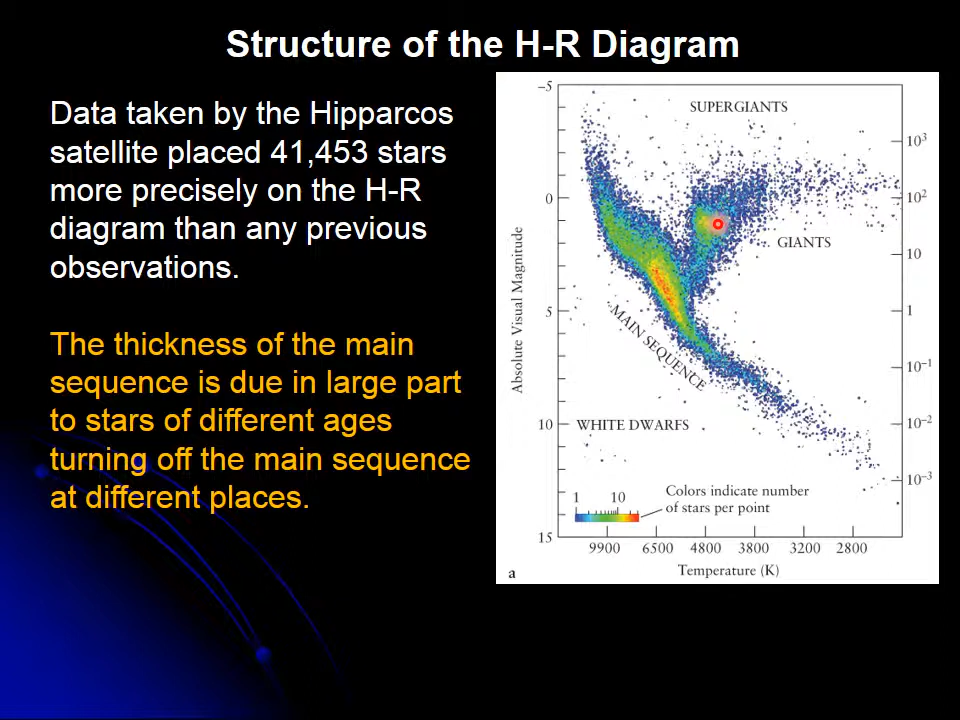 Structure of the H-R Diagram
Data taken by the Hipparcos
satellite placed 41,453 stars
more precisely on the H-R
diagram than any previous
observations.
The thickness of the main
sequence is due in large part
to stars of different ages
turning off the main sequence
at different places.
SUPERGIANTS
GIANTS
MAIN SEQUENCE
WHITE DWARFS
1 10
Colors indicate number
of stars per point
Absolute Visual Magnitude
−5
0
5
10
15
10³
10²
10
1
10⁻¹
10⁻²
10⁻³
9900 6500 4800 3800 3200 2800
Temperature (K)
a